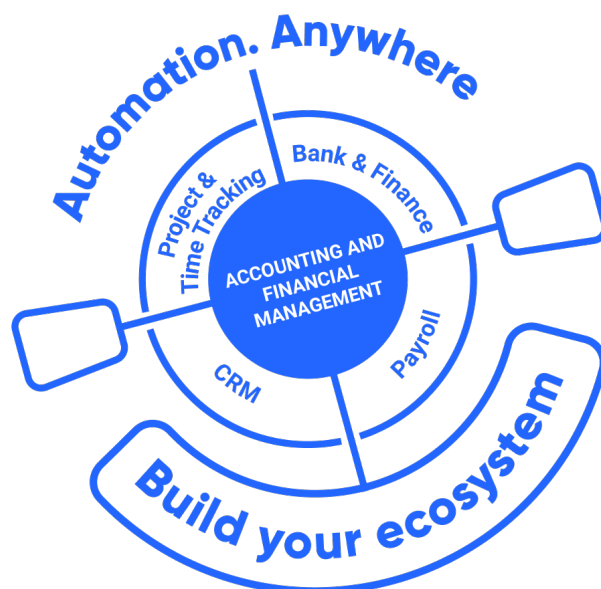 Automation. Anywhere
Project &
Time Tracking
Bank & Finance
ACCOUNTING AND
FINANCIAL
MANAGEMENT
CRM
Payroll
Build your ecosystem